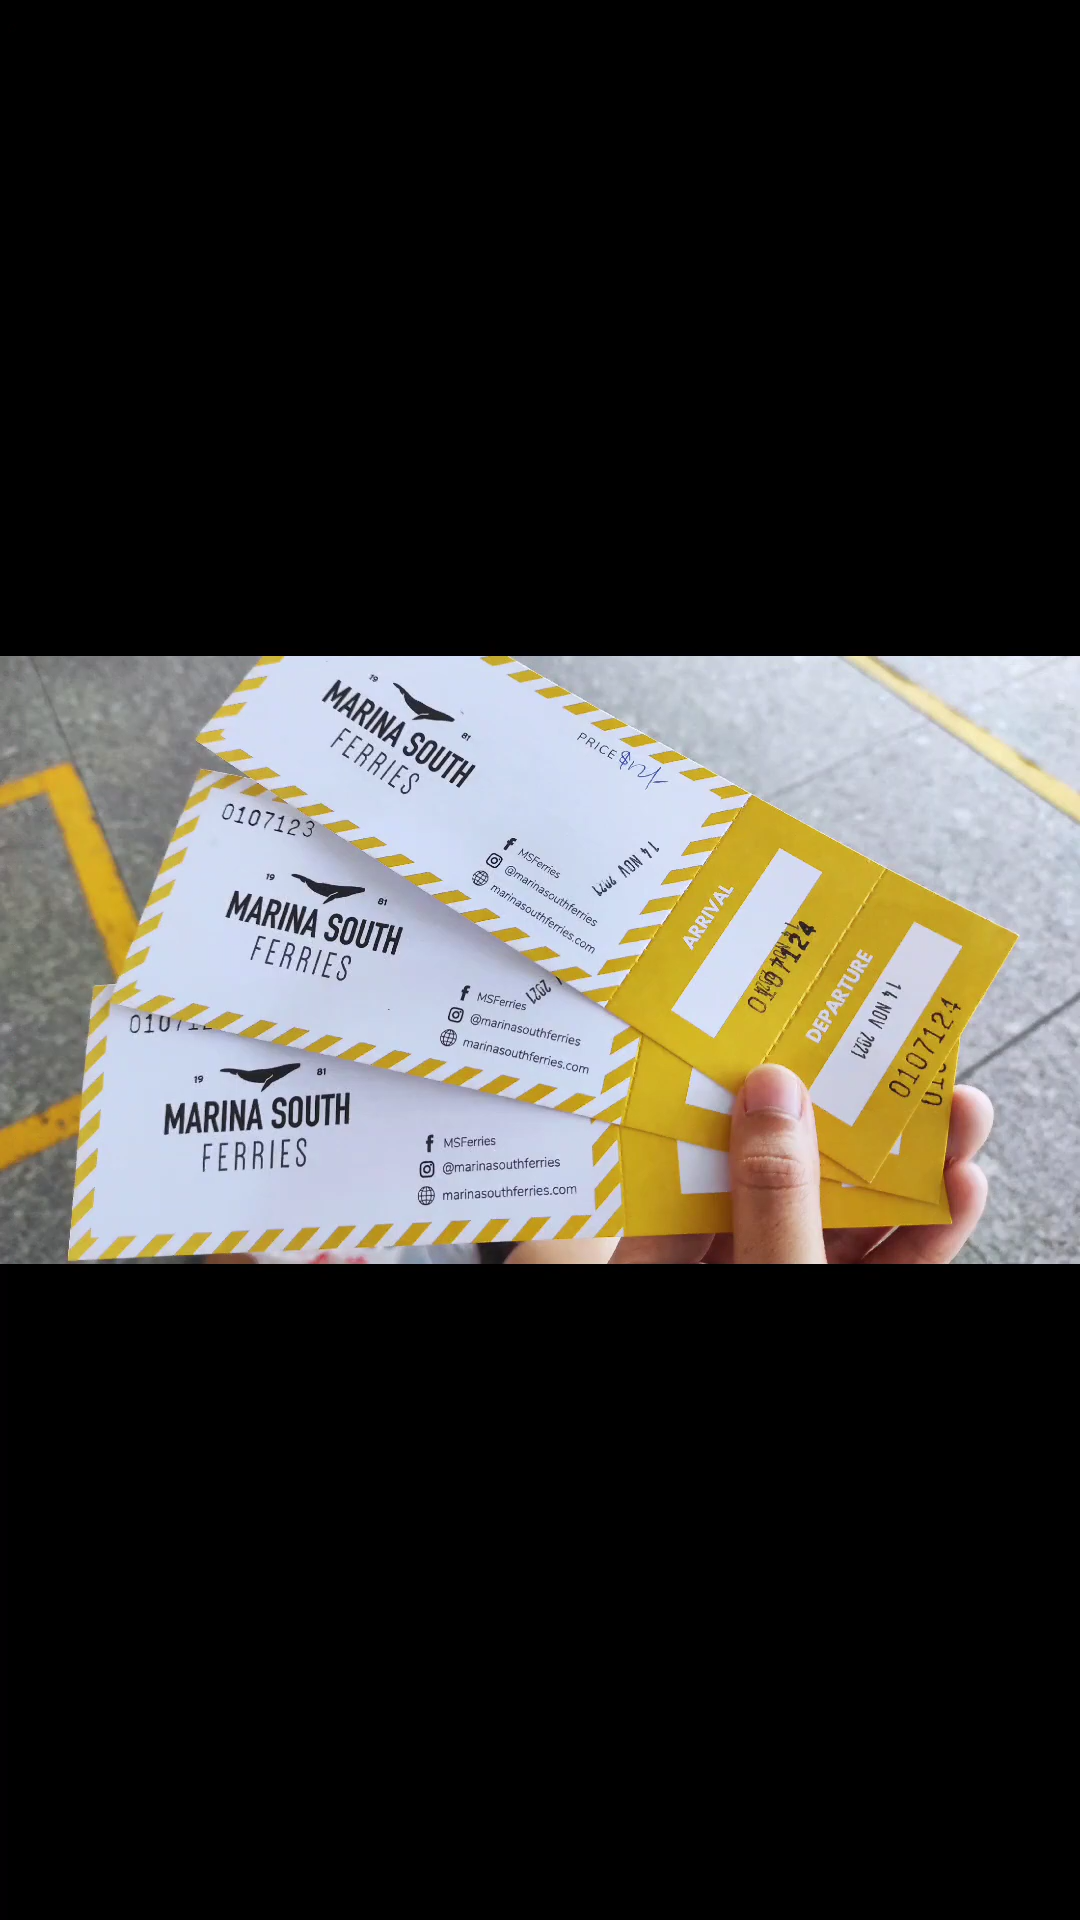 19 81
MARINA SOUTH
FERRIES
PRICE
MSFerries
@marinasouthferries
marinasouthferries.com
14 NOV 2021
ARRIVAL
0107124
DEPARTURE
14 NOV 2021
0107124
0107123
19 81
MARINA SOUTH
FERRIES
MSFerries
@marinasouthferries
marinasouthferries.com
2021
19 81
MARINA SOUTH
FERRIES
MSFerries
@marinasouthferries
marinasouthferries.com